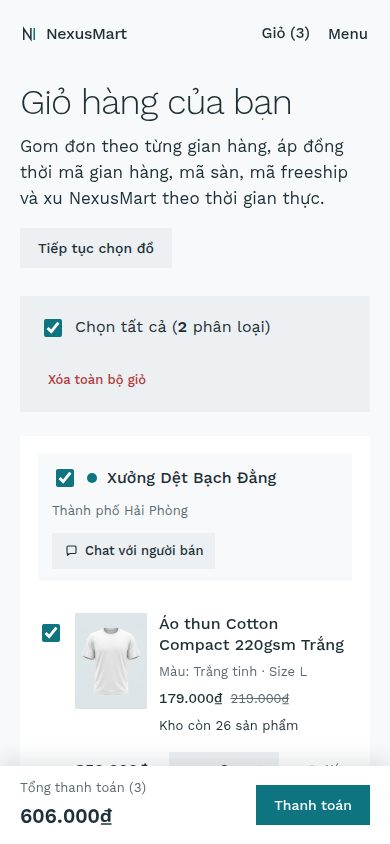 NexusMart
Giỏ (3)
Menu
Giỏ hàng của bạn
Gom đơn theo từng gian hàng, áp đồng
thời mã gian hàng, mã sàn, mã freeship
và xu NexusMart theo thời gian thực.
Tiếp tục chọn đồ
Chọn tất cả (2 phân loại)
Xóa toàn bộ giỏ
Xưởng Dệt Bạch Đằng
Thành phố Hải Phòng
Chat với người bán
Áo thun Cotton
Compact 220gsm Trắng
Màu: Trắng tinh · Size L
179.000₫ 219.000₫
Kho còn 26 sản phẩm
Tổng thanh toán (3)
606.000₫
Thanh toán